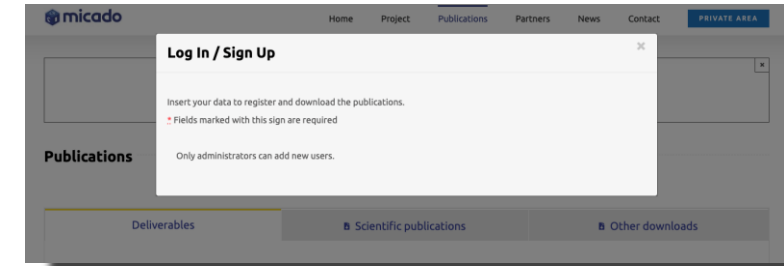 micado
Home Project Publications Partners News Contact PRIVATE AREA
Log In / Sign Up ×
×
Insert your data to register and download the publications.
* Fields marked with this sign are required
Publications
Only administrators can add new users.
Deliverables Scientific publications Other downloads